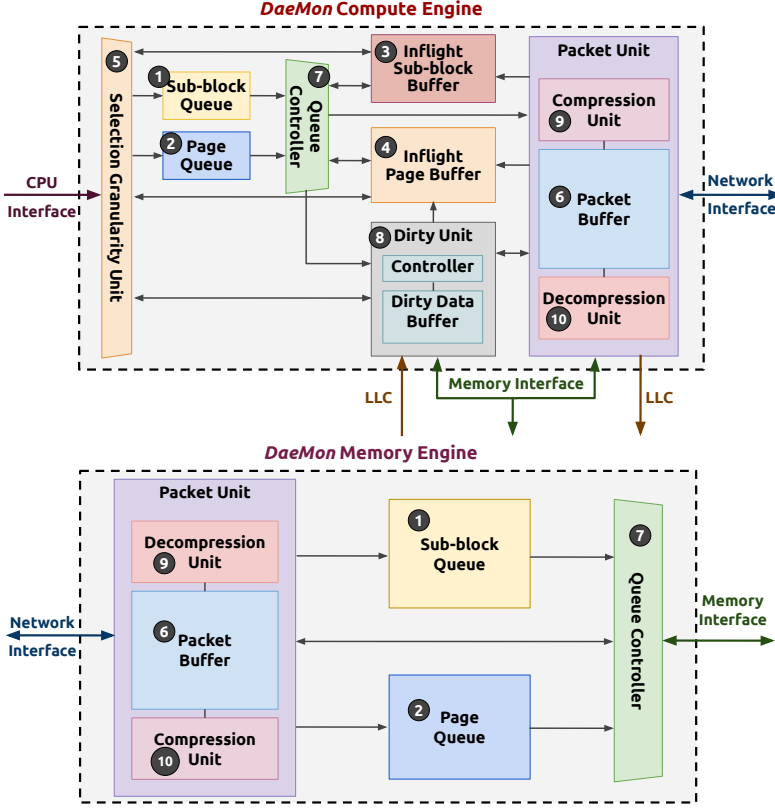 DaeMon Compute Engine
5
Selection Granularity Unit
1
Sub-block
Queue
2
Page
Queue
7
Queue
Controller
3
Inflight
Sub-block
Buffer
4
Inflight
Page Buffer
8
Dirty Unit
Controller
Dirty Data
Buffer
Packet Unit
Compression
Unit
9
6
Packet
Buffer
Decompression
Unit
10
CPU
Interface
Network
Interface
LLC
Memory Interface
LLC
DaeMon Memory Engine
Packet Unit
Decompression
Unit
9
6
Packet
Buffer
Compression
Unit
10
1
Sub-block
Queue
2
Page
Queue
7
Queue Controller
Network
Interface
Memory
Interface